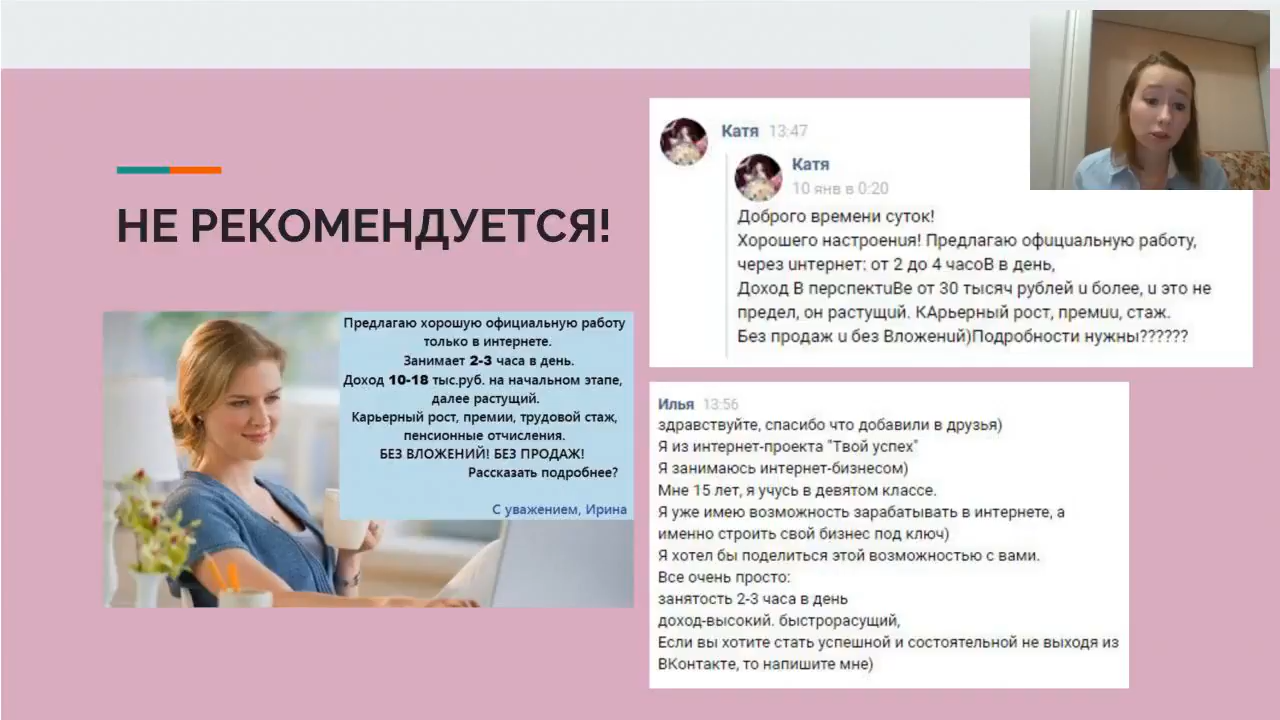 НЕ РЕКОМЕНДУЕТСЯ!
Предлагаю хорошую официальную работу
только в интернете.
Занимает 2-3 часа в день.
Доход 10-18 тыс.руб. на начальном этапе,
далее растущий.
Карьерный рост, премии, трудовой стаж,
пенсионные отчисления.
БЕЗ ВЛОЖЕНИЙ! БЕЗ ПРОДАЖ!
Рассказать подробнее?
С уважением, Ирина
Катя 13:47
Катя
10 янв в 0:20
Доброго времени суток!
Хорошего настроенuя! Предлагаю офuцuальную работу,
через uнтернет: от 2 до 4 часоВ в день,
Доход В перспектuВе от 30 тысяч рублей u более, u это не
предел, он растущuй. КАрьерный рост, премuu, стаж.
Без продаж u без Вложенuй)Подробности нужны??????
Илья 13:56
здравствуйте, спасибо что добавили в друзья)
Я из интернет-проекта "Твой успех"
Я занимаюсь интернет-бизнесом)
Мне 15 лет, я учусь в девятом классе.
Я уже имею возможность зарабатывать в интернете, а
именно строить свой бизнес под ключ)
Я хотел бы поделиться этой возможностью с вами.
Все очень просто:
занятость 2-3 часа в день
доход-высокий. быстрорасущий,
Если вы хотите стать успешной и состоятельной не выходя из
ВКонтакте, то напишите мне)